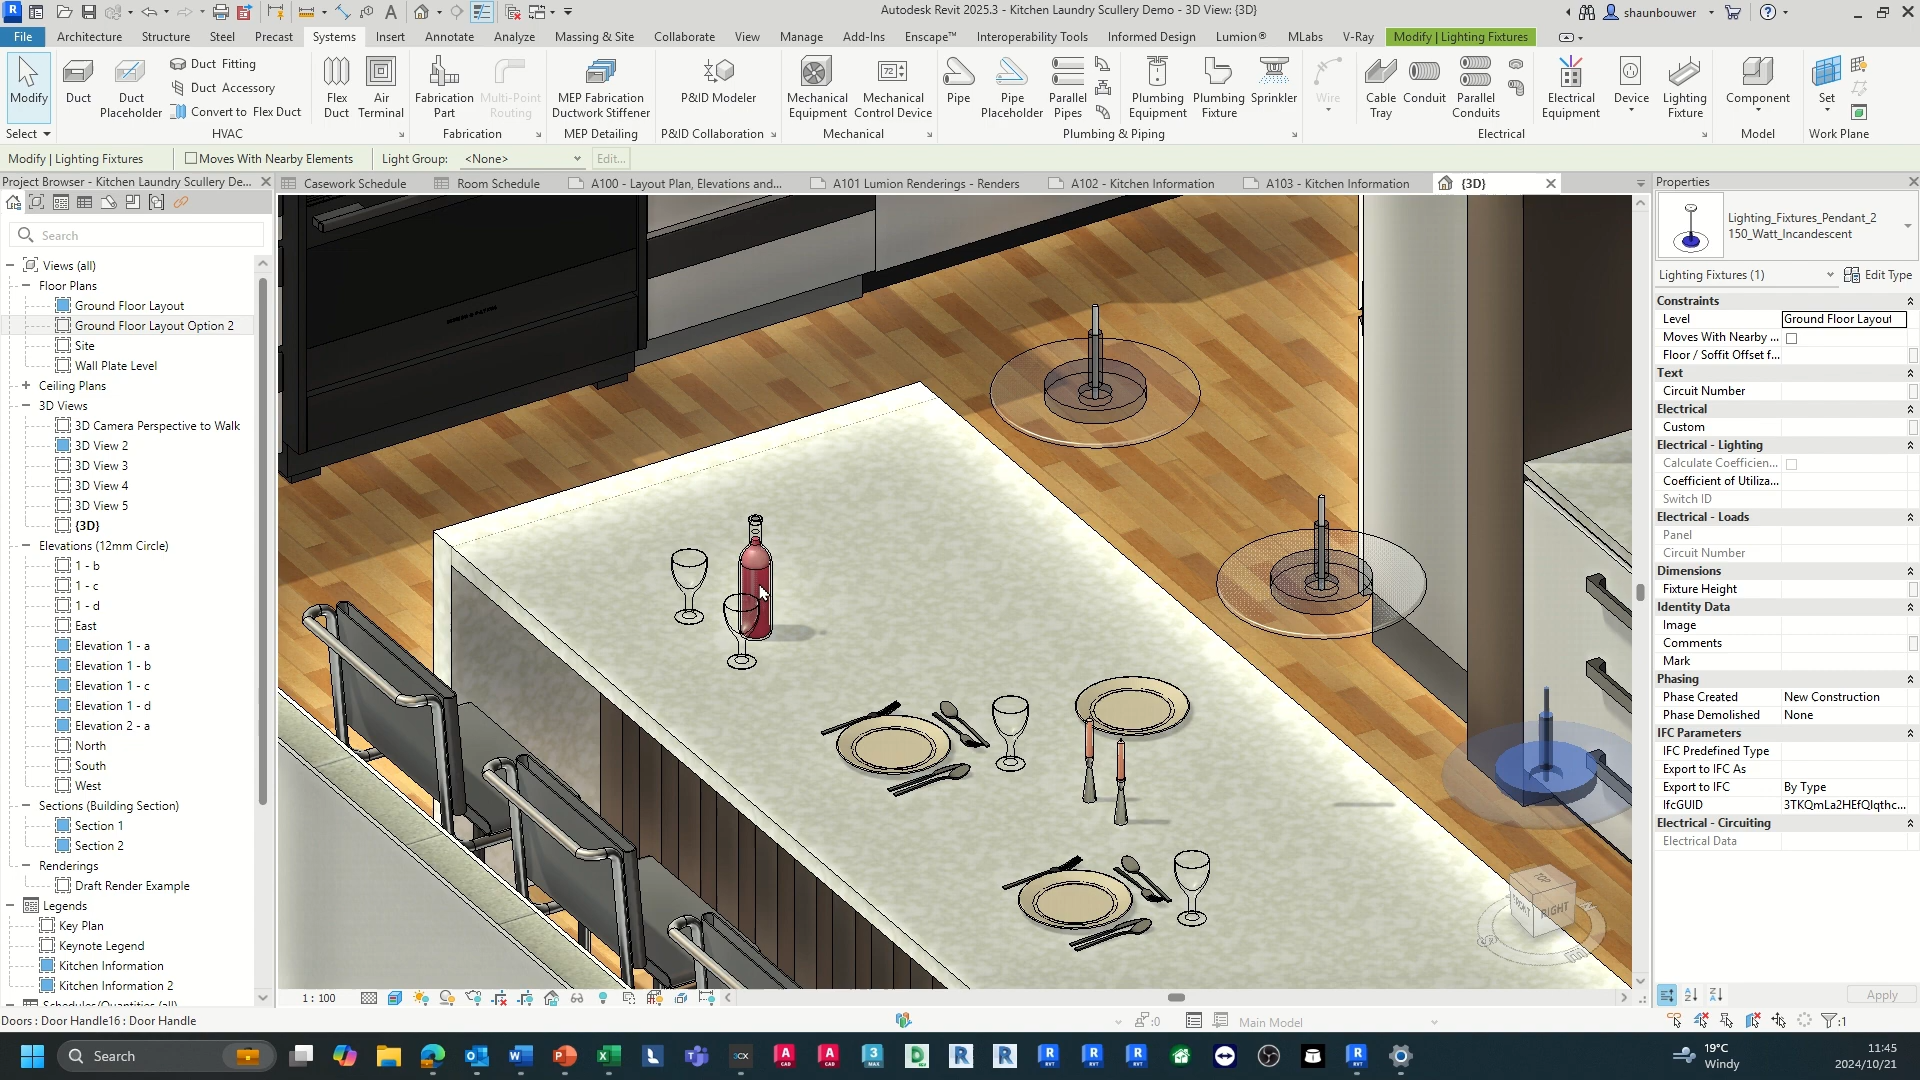 Autodesk Revit 2025.3 - Kitchen Laundry Scullery Demo - 3D View: {3D}
shaunbouwer
File
Architecture
Structure
Steel
Precast
Systems
Insert
Annotate
Analyze
Massing & Site
Collaborate
View
Manage
Add-Ins
Enscape™
Interoperability Tools
Informed Design
Lumion®
MLabs
V-Ray
Modify | Lighting Fixtures
Modify
Duct
Duct Placeholder
Duct Fitting
Duct Accessory
Convert to Flex Duct
Flex Duct
Air Terminal
Fabrication Part
Multi-Point Routing
MEP Fabrication Ductwork Stiffener
P&ID Modeler
Mechanical Equipment
Mechanical Control Device
Pipe
Pipe Placeholder
Parallel Pipes
Plumbing Equipment
Plumbing Fixture
Sprinkler
Wire
Cable Tray
Conduit
Parallel Conduits
Electrical Equipment
Device
Lighting Fixture
Component
Set
Select
HVAC
Fabrication
MEP Detailing
P&ID Collaboration
Mechanical
Plumbing & Piping
Electrical
Model
Work Plane
Modify | Lighting Fixtures
Moves With Nearby Elements
Light Group:
<None>
Edit...
Project Browser - Kitchen Laundry Scullery De...
Casework Schedule
Room Schedule
A100 - Layout Plan, Elevations and...
A101 Lumion Renderings - Renders
A102 - Kitchen Information
A103 - Kitchen Information
{3D}
Search
Views (all)
Floor Plans
Ground Floor Layout
Ground Floor Layout Option 2
Site
Wall Plate Level
Ceiling Plans
3D Views
3D Camera Perspective to Walk
3D View 2
3D View 3
3D View 4
3D View 5
{3D}
Elevations (12mm Circle)
1 - b
1 - c
1 - d
East
Elevation 1 - a
Elevation 1 - b
Elevation 1 - c
Elevation 1 - d
Elevation 2 - a
North
South
West
Sections (Building Section)
Section 1
Section 2
Renderings
Draft Render Example
Legends
Key Plan
Keynote Legend
Kitchen Information
Kitchen Information 2
Schedules/Quantities (all)
TOP
FRONT
RIGHT
Properties
Lighting_Fixtures_Pendant_2
150_Watt_Incandescent
Lighting Fixtures (1)
Edit Type
Constraints
Level Ground Floor Layout
Moves With Nearby ...
Floor / Soffit Offset f...
Text
Circuit Number
Electrical
Custom
Electrical - Lighting
Calculate Coefficien...
Coefficient of Utiliza...
Switch ID
Electrical - Loads
Panel
Circuit Number
Dimensions
Fixture Height
Identity Data
Image
Comments
Mark
Phasing
Phase Created New Construction
Phase Demolished None
IFC Parameters
IFC Predefined Type
Export to IFC As
Export to IFC By Type
IfcGUID 3TKQmLa2HEfQIqthc...
Electrical - Circuiting
Electrical Data
Apply
1 : 100
Doors : Door Handle16 : Door Handle
:0
Main Model
:1
Search
19°C
Windy
11:45
2024/10/21